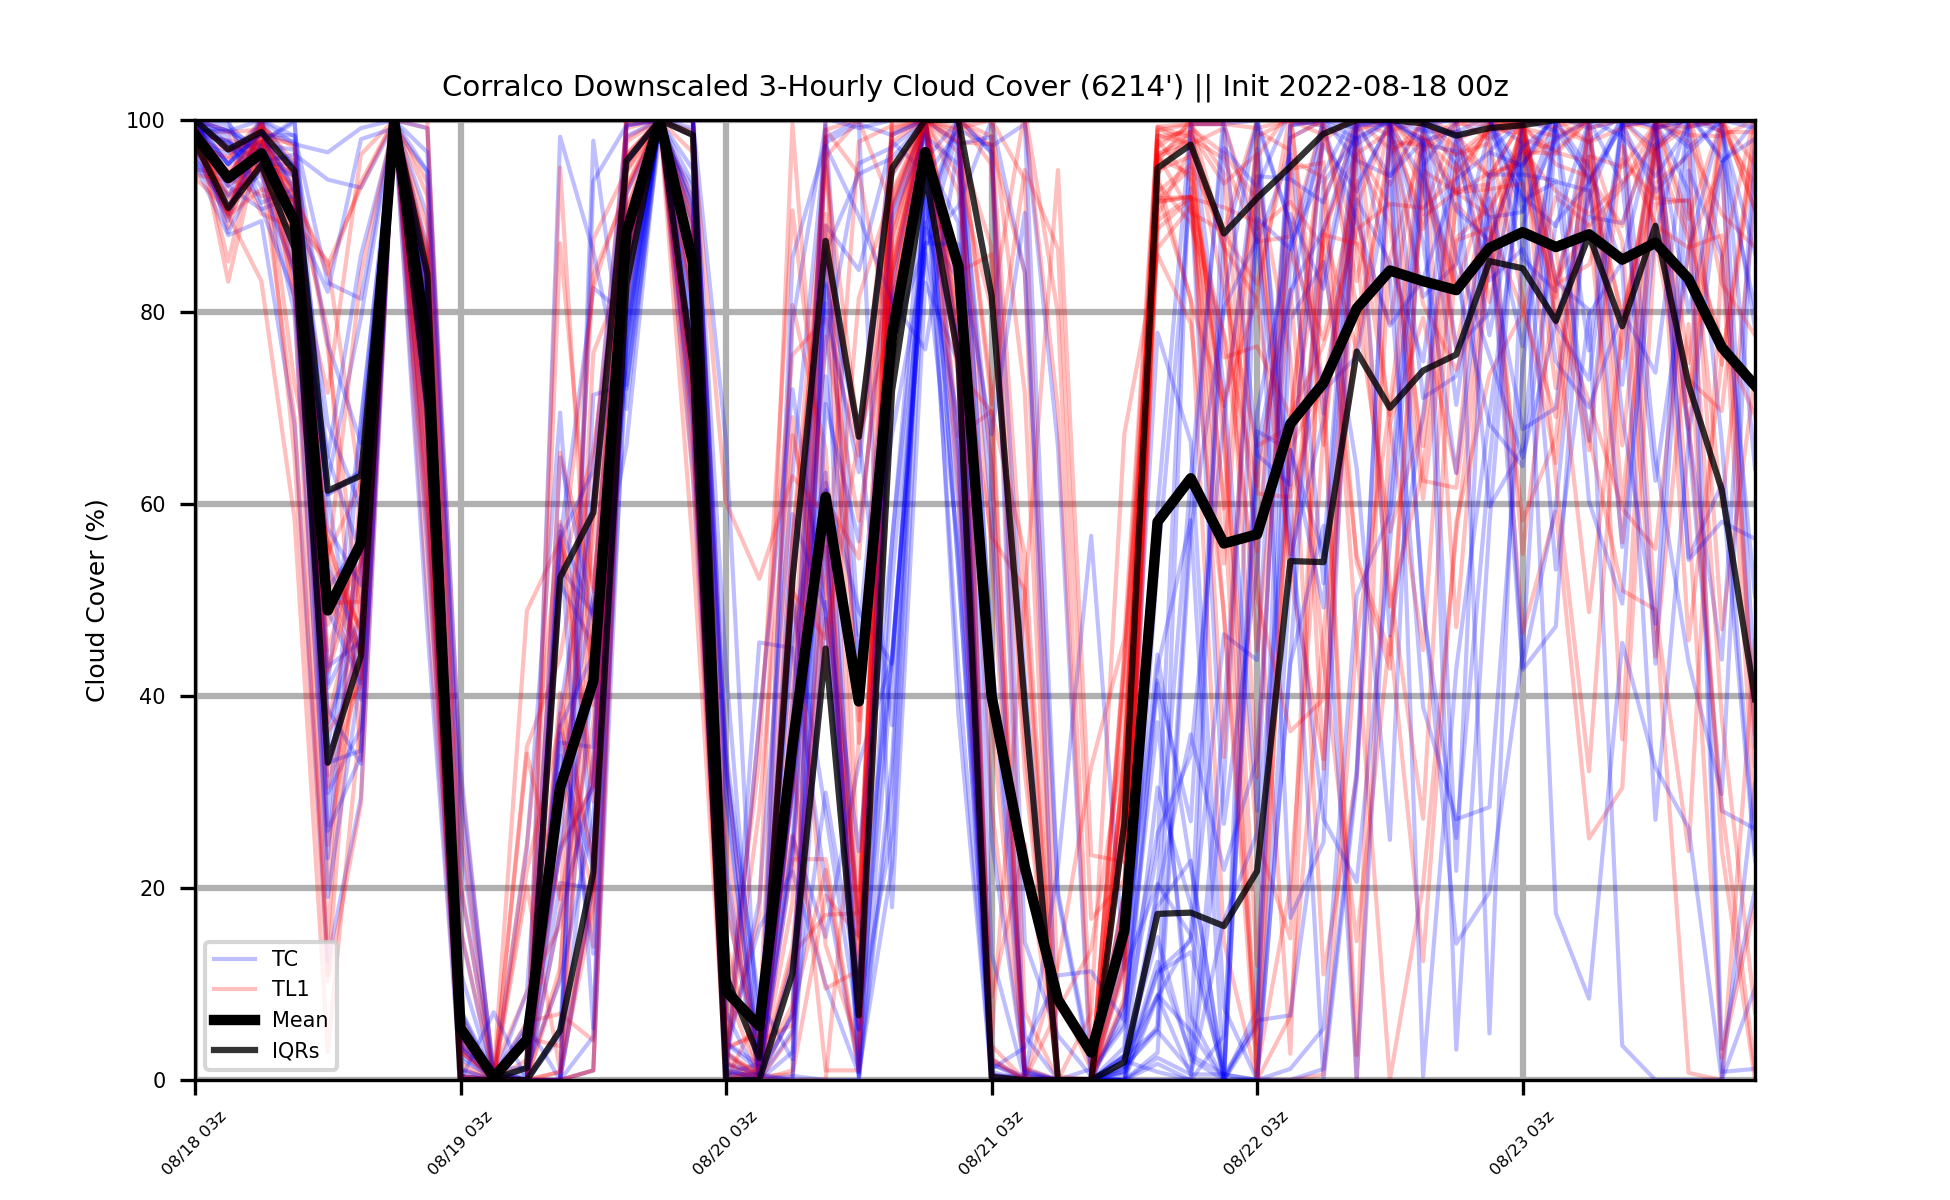 Corralco Downscaled 3-Hourly Cloud Cover (6214') || Init 2022-08-18 00z
Cloud Cover (%)
100
80
60
40
20
0
TC
TL1
Mean
IQRs
08/18 03z
08/19 03z
08/20 03z
08/21 03z
08/22 03z
08/23 03z